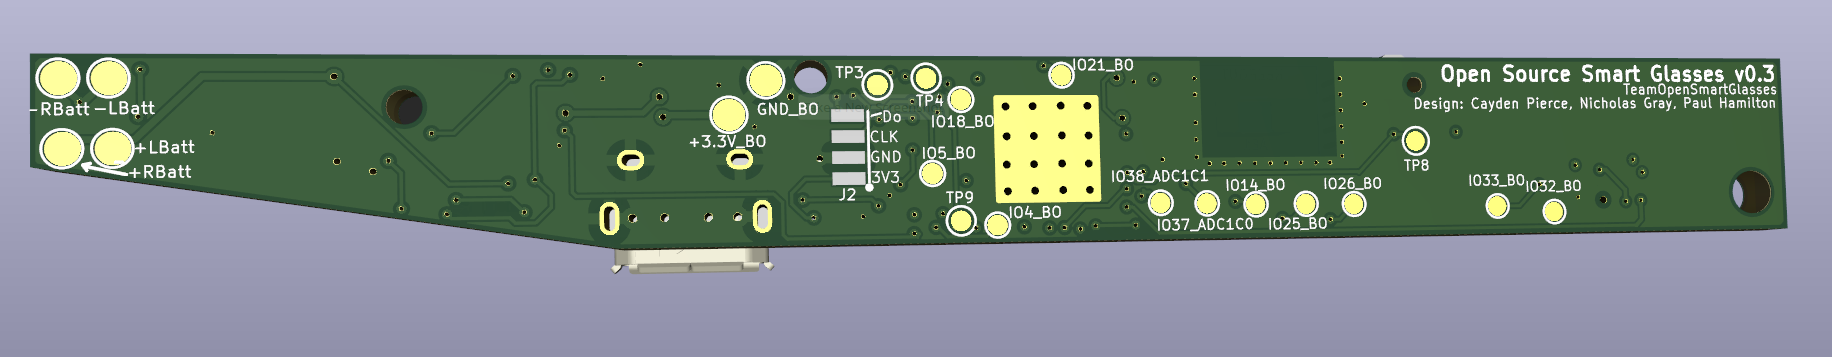 Open Source Smart Glasses v0.3
TeamOpenSmartGlasses
Design: Cayden Pierce, Nicholas Gray, Paul Hamilton
-RBatt -LBatt
+LBatt
+RBatt
GND_BO
+3.3V_BO
TP3
TP4
IO18_BO
IO21_BO
Do
CLK
GND
3V3
J2
IO5_BO
TP9
IO4_BO
IO38_ADC1C1
IO37_ADC1C0
IO14_BO
IO25_BO
IO26_BO
TP8
IO33_BO
IO32_BO